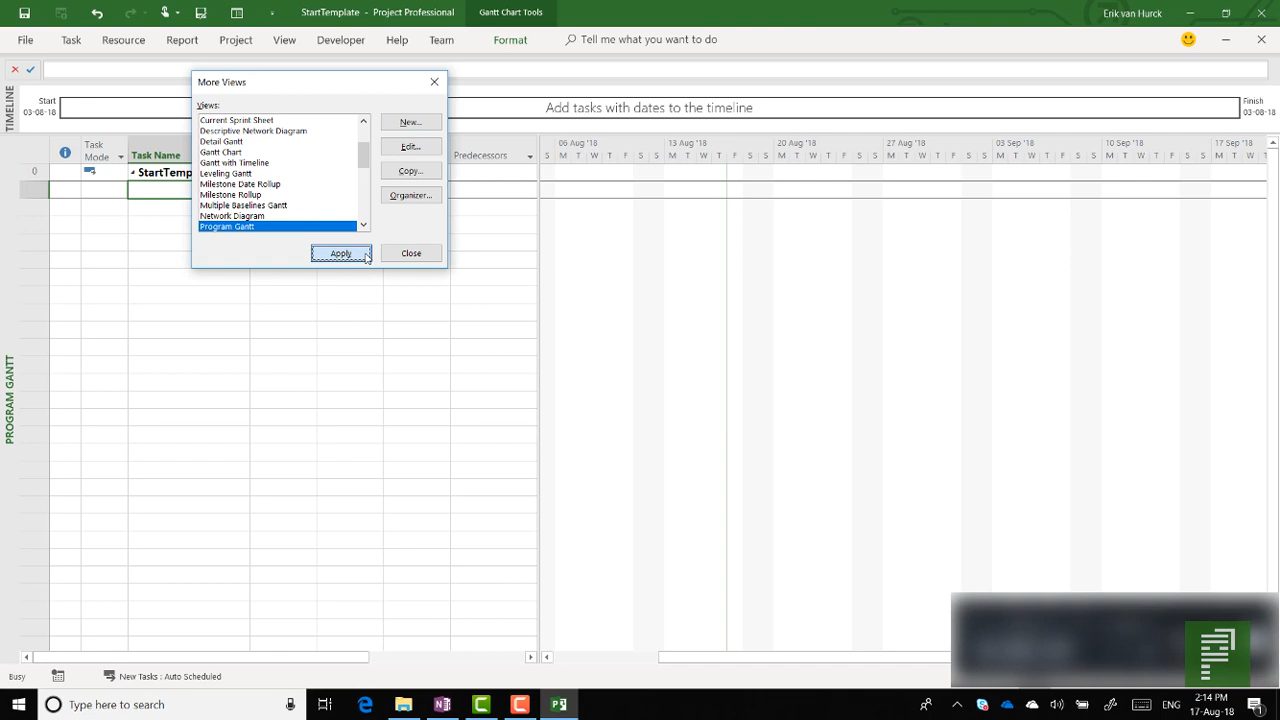 StartTemplate - Project Professional
Gantt Chart Tools
Erik van Hurck
File Task Resource Report Project View Developer Help Team Format Tell me what you want to do
More Views
Views:
Current Sprint Sheet
Descriptive Network Diagram
Detail Gantt
Gantt Chart
Gantt with Timeline
Leveling Gantt
Milestone Date Rollup
Milestone Rollup
Multiple Baselines Gantt
Network Diagram
Program Gantt
New...
Edit...
Copy...
Organizer...
Apply Close
TIMELINE
Start
03-08-18
Add tasks with dates to the timeline
Finish
03-08-18
Task Mode
Task Name
Predecessors
06 Aug '18 13 Aug '18 20 Aug '18 27 Aug '18 03 Sep '18 10 Sep '18 17 Sep '18
S M T W T F S S M T W T F S S M T W T F S S M T W T F S S M T W T F S S M T W T F S S M T W
0 StartTemp
PROGRAM GANTT
Busy New Tasks : Auto Scheduled
Type here to search
ENG
2:14 PM
17-Aug-18